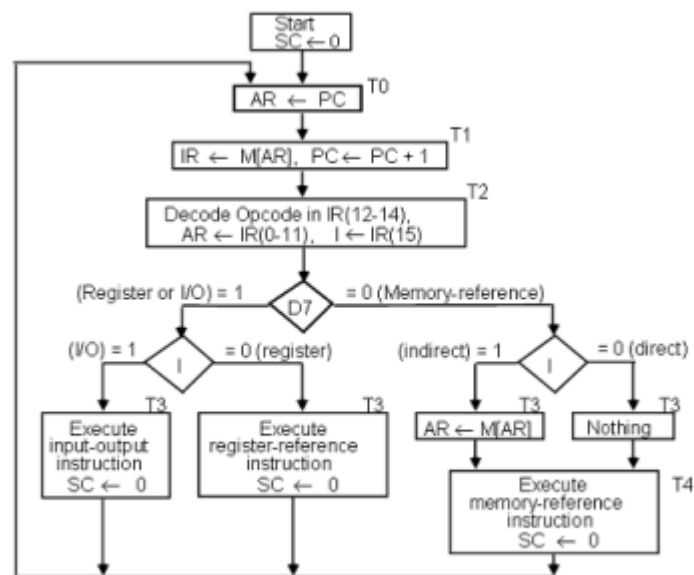 Start
SC ← 0
T0
AR ← PC
T1
IR ← M[AR], PC ← PC + 1
T2
Decode Opcode in IR(12-14),
AR ← IR(0-11), I ← IR(15)
(Register or I/O) = 1
D7
= 0 (Memory-reference)
(I/O) = 1
I
= 0 (register)
(indirect) = 1
I
= 0 (direct)
T3
Execute
input-output
instruction
SC ← 0
T3
Execute
register-reference
instruction
SC ← 0
T3
AR ← M[AR]
T3
Nothing
Execute
memory-reference
instruction
SC ← 0
T4